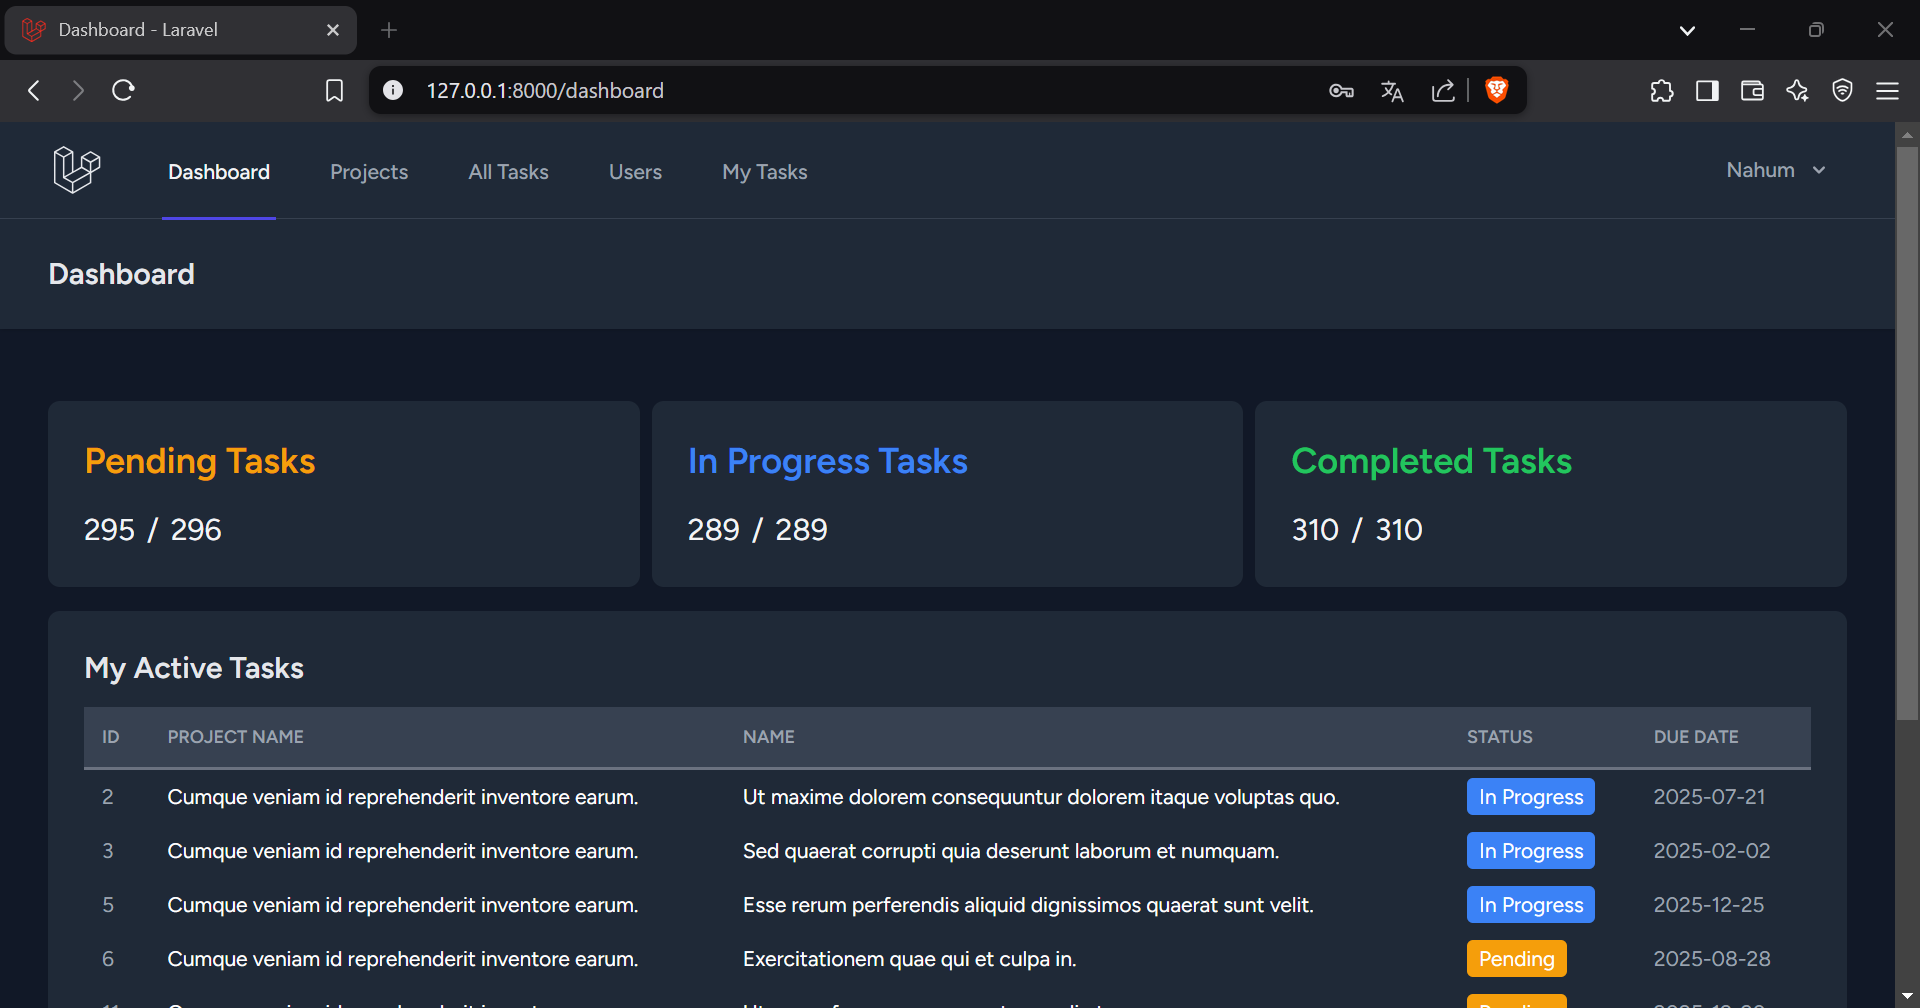 Dashboard - Laravel
127.0.0.1:8000/dashboard
Dashboard Projects All Tasks Users My Tasks Nahum
Dashboard
Pending Tasks In Progress Tasks Completed Tasks
295 / 296 289 / 289 310 / 310
My Active Tasks
ID PROJECT NAME NAME STATUS DUE DATE
2 Cumque veniam id reprehenderit inventore earum. Ut maxime dolorem consequuntur dolorem itaque voluptas quo. In Progress 2025-07-21
3 Cumque veniam id reprehenderit inventore earum. Sed quaerat corrupti quia deserunt laborum et numquam. In Progress 2025-02-02
5 Cumque veniam id reprehenderit inventore earum. Esse rerum perferendis aliquid dignissimos quaerat sunt velit. In Progress 2025-12-25
6 Cumque veniam id reprehenderit inventore earum. Exercitationem quae qui et culpa in. Pending 2025-08-28